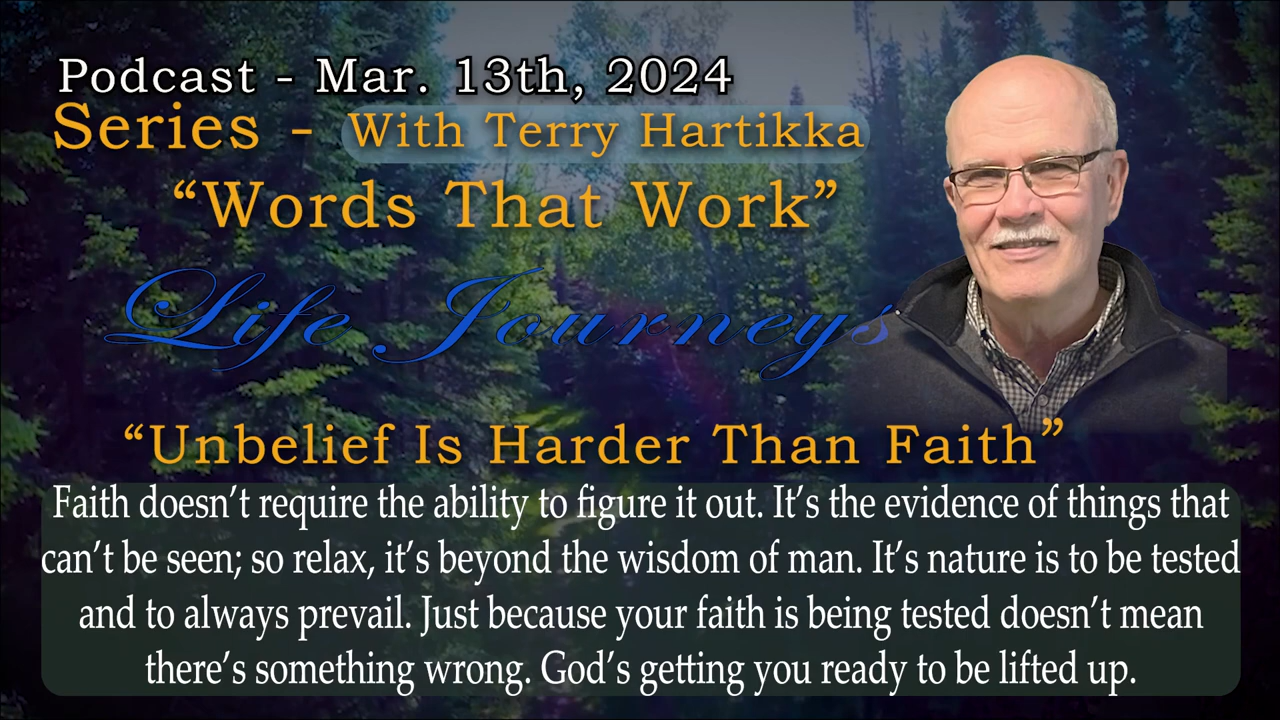 Podcast - Mar. 13th, 2024
Series - With Terry Hartikka
“Words That Work”
Life Journeys
“Unbelief Is Harder Than Faith”
Faith doesn’t require the ability to figure it out. It’s the evidence of things that
can’t be seen; so relax, it’s beyond the wisdom of man. It’s nature is to be tested
and to always prevail. Just because your faith is being tested doesn’t mean
there’s something wrong. God’s getting you ready to be lifted up.